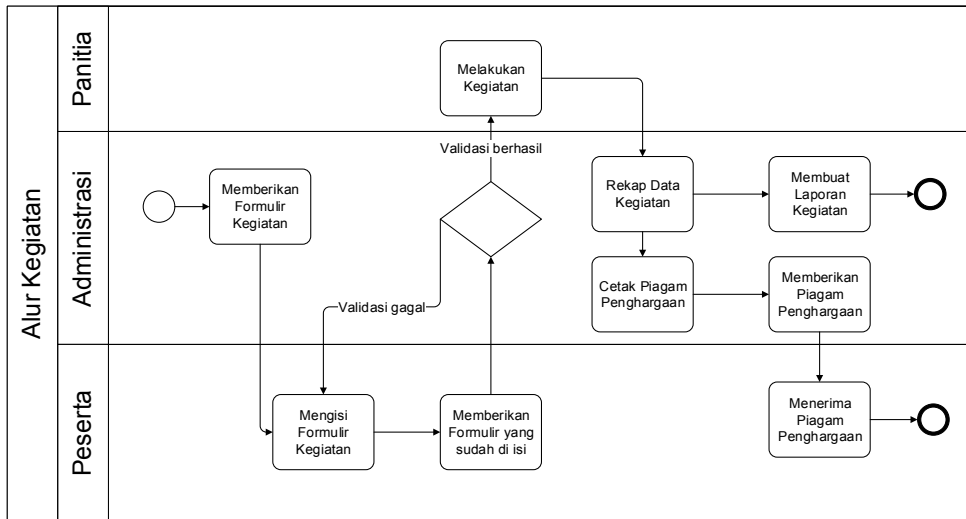 Alur Kegiatan
Panitia
Melakukan
Kegiatan
Administrasi
Memberikan
Formulir
Kegiatan
Validasi berhasil
Validasi gagal
Rekap Data
Kegiatan
Membuat
Laporan
Kegiatan
Cetak Piagam
Penghargaan
Memberikan
Piagam
Penghargaan
Peserta
Mengisi
Formulir
Kegiatan
Memberikan
Formulir yang
sudah di isi
Menerima
Piagam
Penghargaan